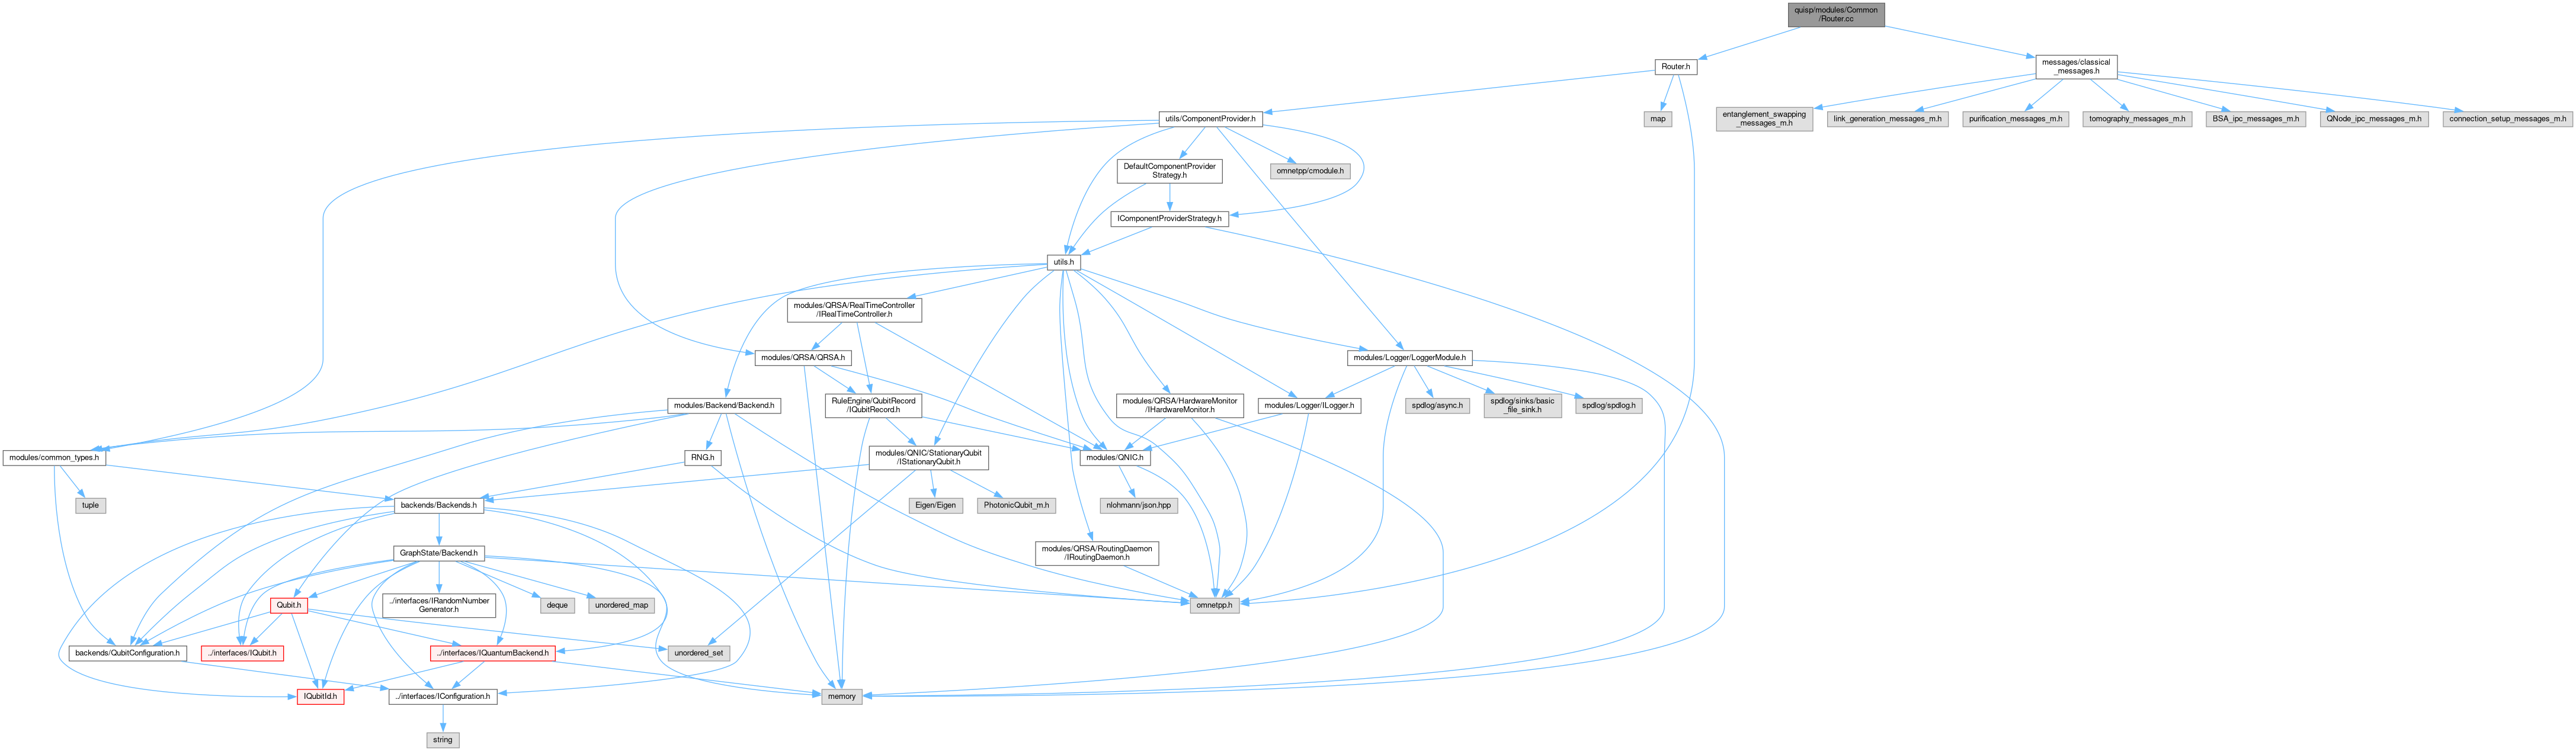 quisp/modules/Common
/Router.cc
Router.h
messages/classical
_messages.h
utils/ComponentProvider.h
map
entanglement_swapping
_messages_m.h
link_generation_messages_m.h
purification_messages_m.h
tomography_messages_m.h
BSA_ipc_messages_m.h
QNode_ipc_messages_m.h
connection_setup_messages_m.h
DefaultComponentProvider
Strategy.h
omnetpp/cmodule.h
IComponentProviderStrategy.h
utils.h
modules/QRSA/RealTimeController
/IRealTimeController.h
modules/QRSA/QRSA.h
modules/Logger/LoggerModule.h
modules/Backend/Backend.h
RuleEngine/QubitRecord
/IQubitRecord.h
modules/QRSA/HardwareMonitor
/IHardwareMonitor.h
modules/Logger/ILogger.h
spdlog/async.h
spdlog/sinks/basic
_file_sink.h
spdlog/spdlog.h
modules/common_types.h
RNG.h
modules/QNIC/StationaryQubit
/IStationaryQubit.h
modules/QNIC.h
tuple
backends/Backends.h
Eigen/Eigen
PhotonicQubit_m.h
nlohmann/json.hpp
GraphState/Backend.h
modules/QRSA/RoutingDaemon
/IRoutingDaemon.h
Qubit.h
../interfaces/IRandomNumber
Generator.h
deque
unordered_map
omnetpp.h
backends/QubitConfiguration.h
../interfaces/IQubit.h
../interfaces/IQuantumBackend.h
unordered_set
IQubitId.h
../interfaces/IConfiguration.h
memory
string